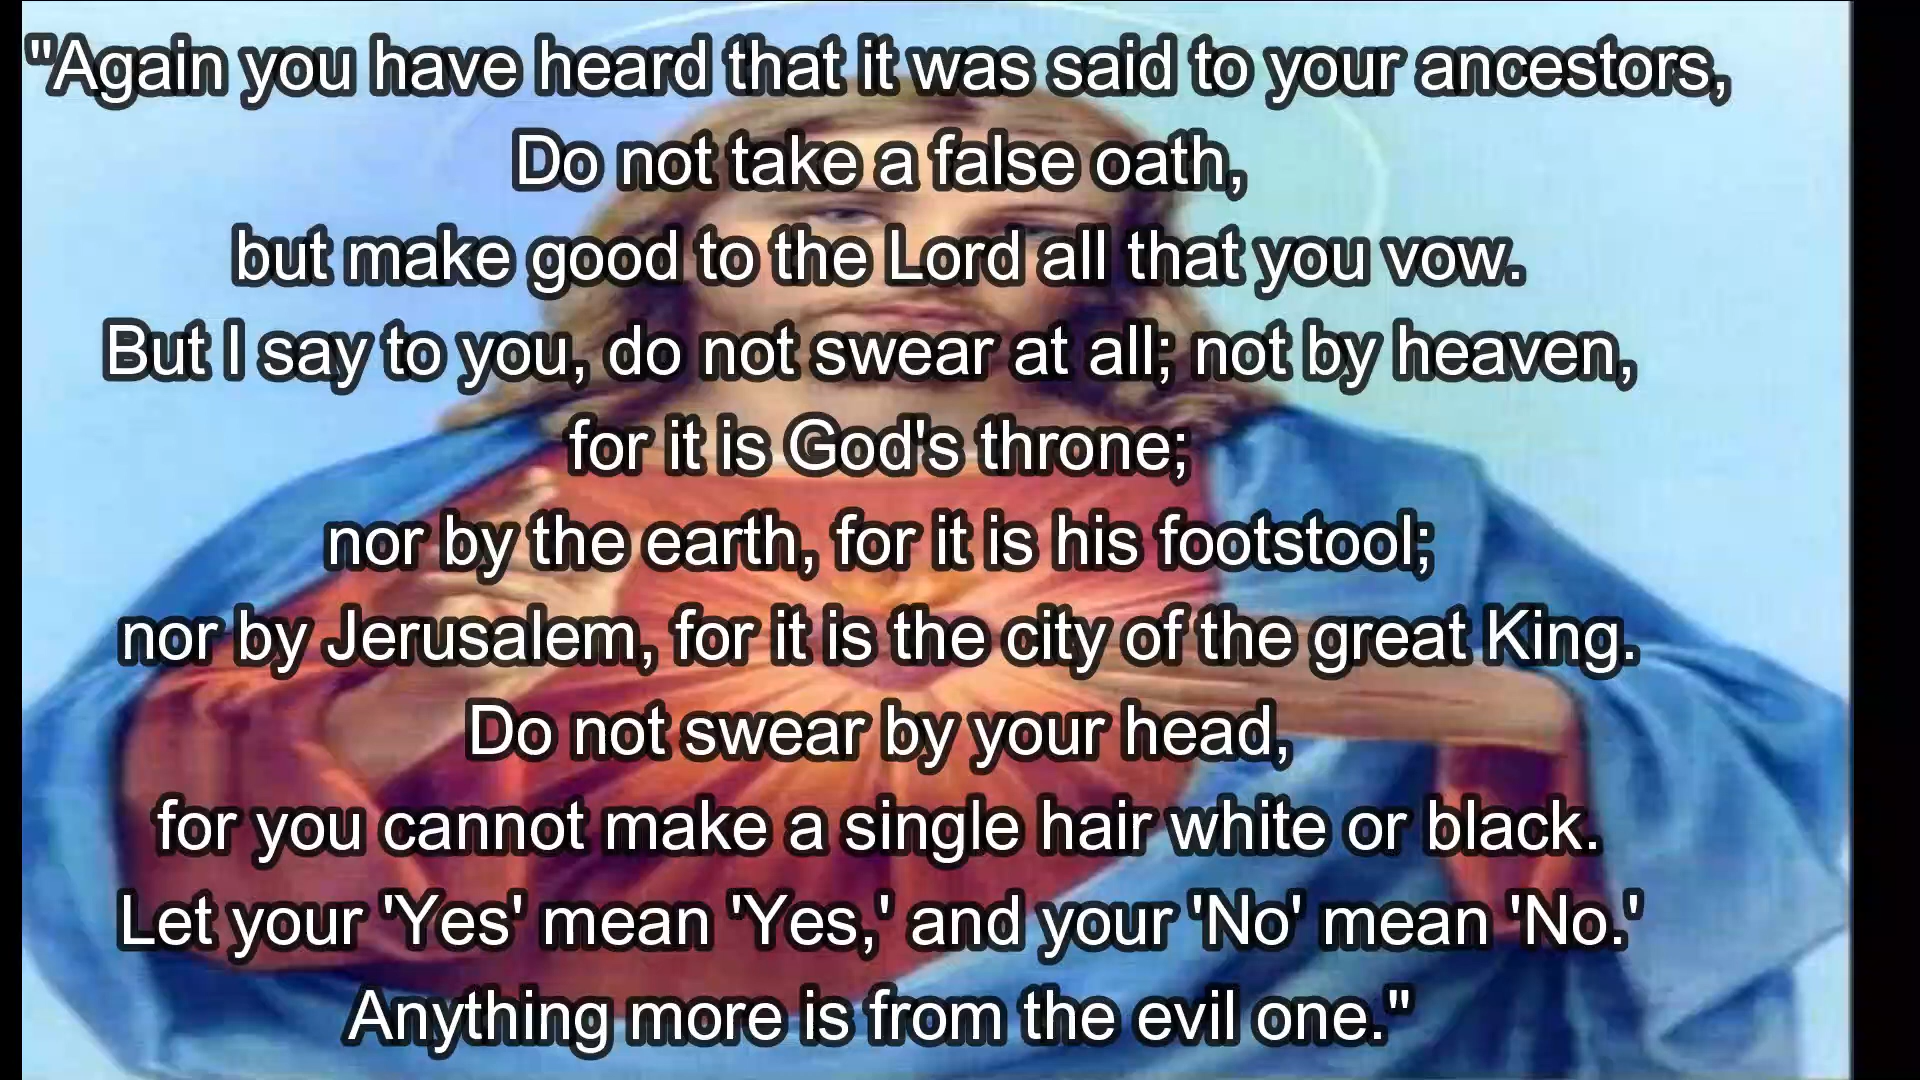 "Again you have heard that it was said to your ancestors,
Do not take a false oath,
but make good to the Lord all that you vow.
But I say to you, do not swear at all; not by heaven,
for it is God's throne;
nor by the earth, for it is his footstool;
nor by Jerusalem, for it is the city of the great King.
Do not swear by your head,
for you cannot make a single hair white or black.
Let your 'Yes' mean 'Yes,' and your 'No' mean 'No.'
Anything more is from the evil one."